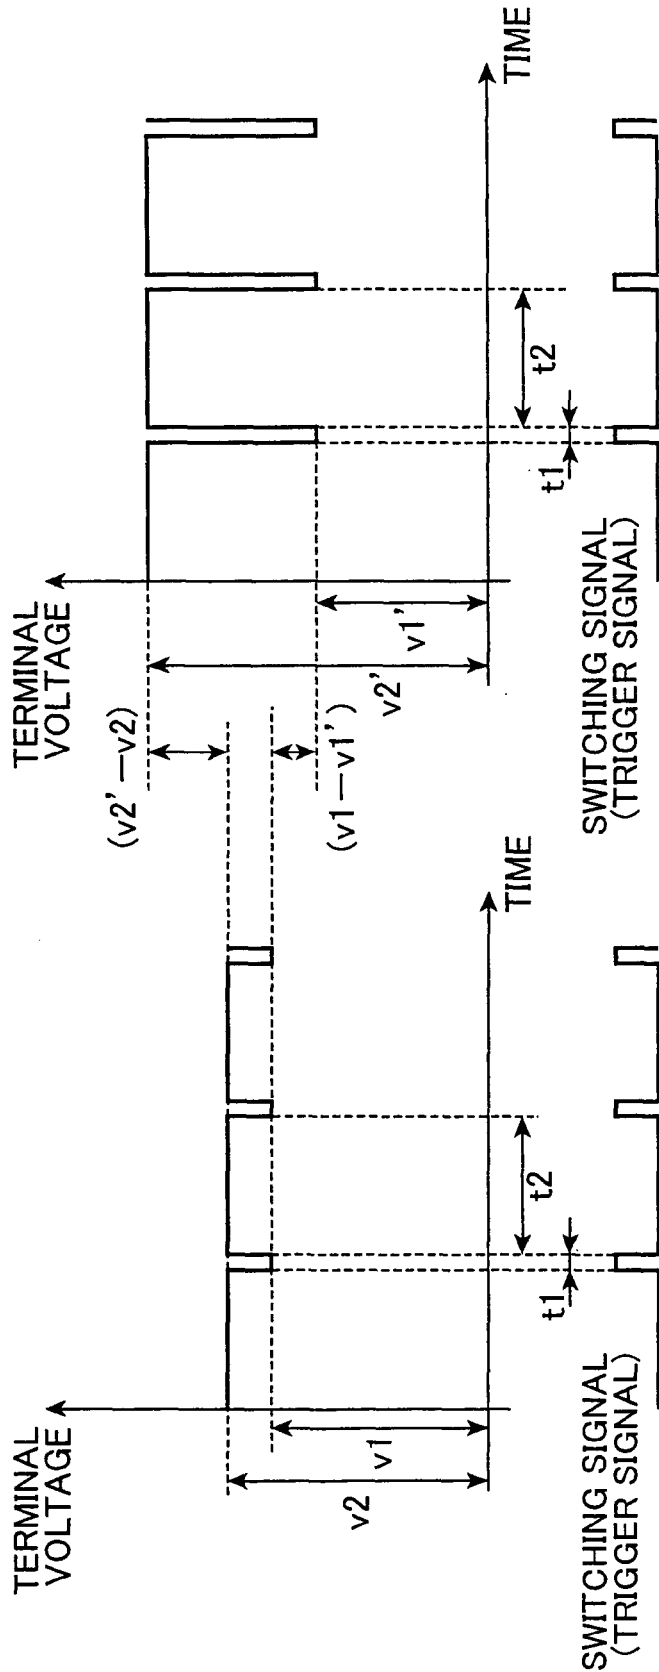 TERMINAL
VOLTAGE
v2
v1
t1
t2
TIME
SWITCHING SIGNAL
(TRIGGER SIGNAL)
(v2'—v2)
(v1—v1')
TERMINAL
VOLTAGE
v2'
v1'
t1
t2
TIME
SWITCHING SIGNAL
(TRIGGER SIGNAL)